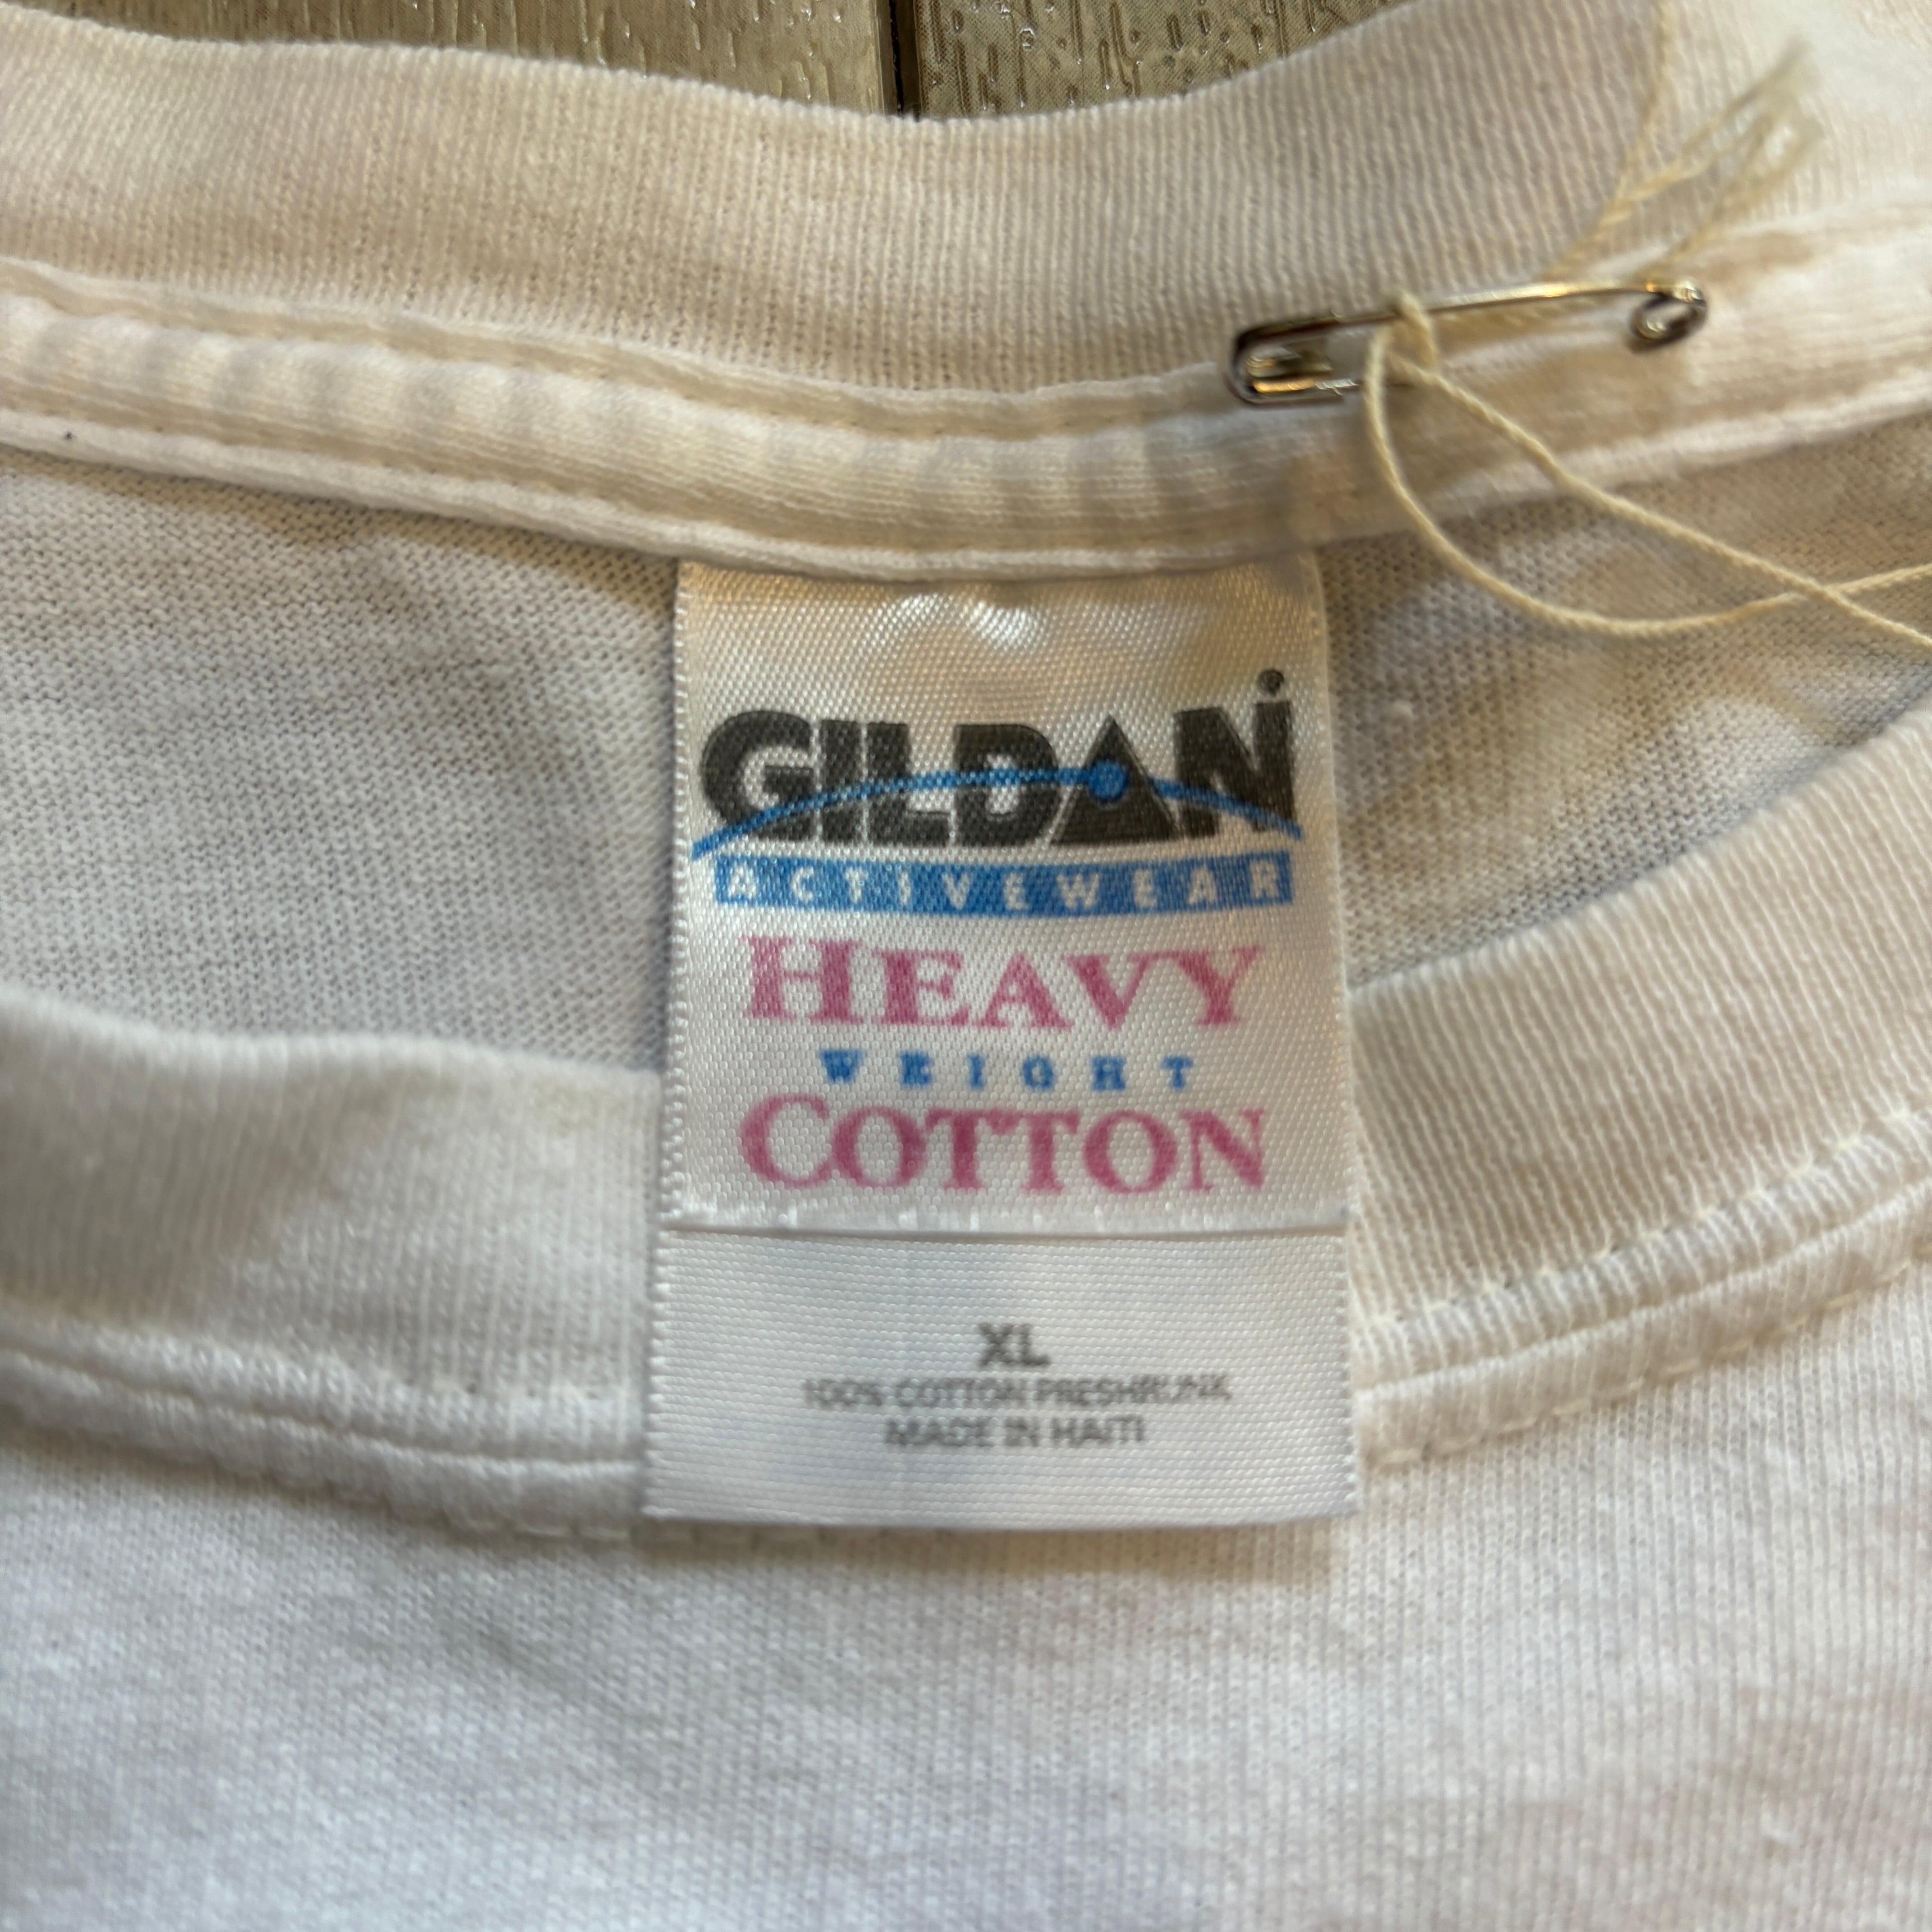 GILDAN®
ACTIVEWEAR
HEAVY
WEIGHT
COTTON
XL
100% COTTON PRESHRUNK
MADE IN HAITI